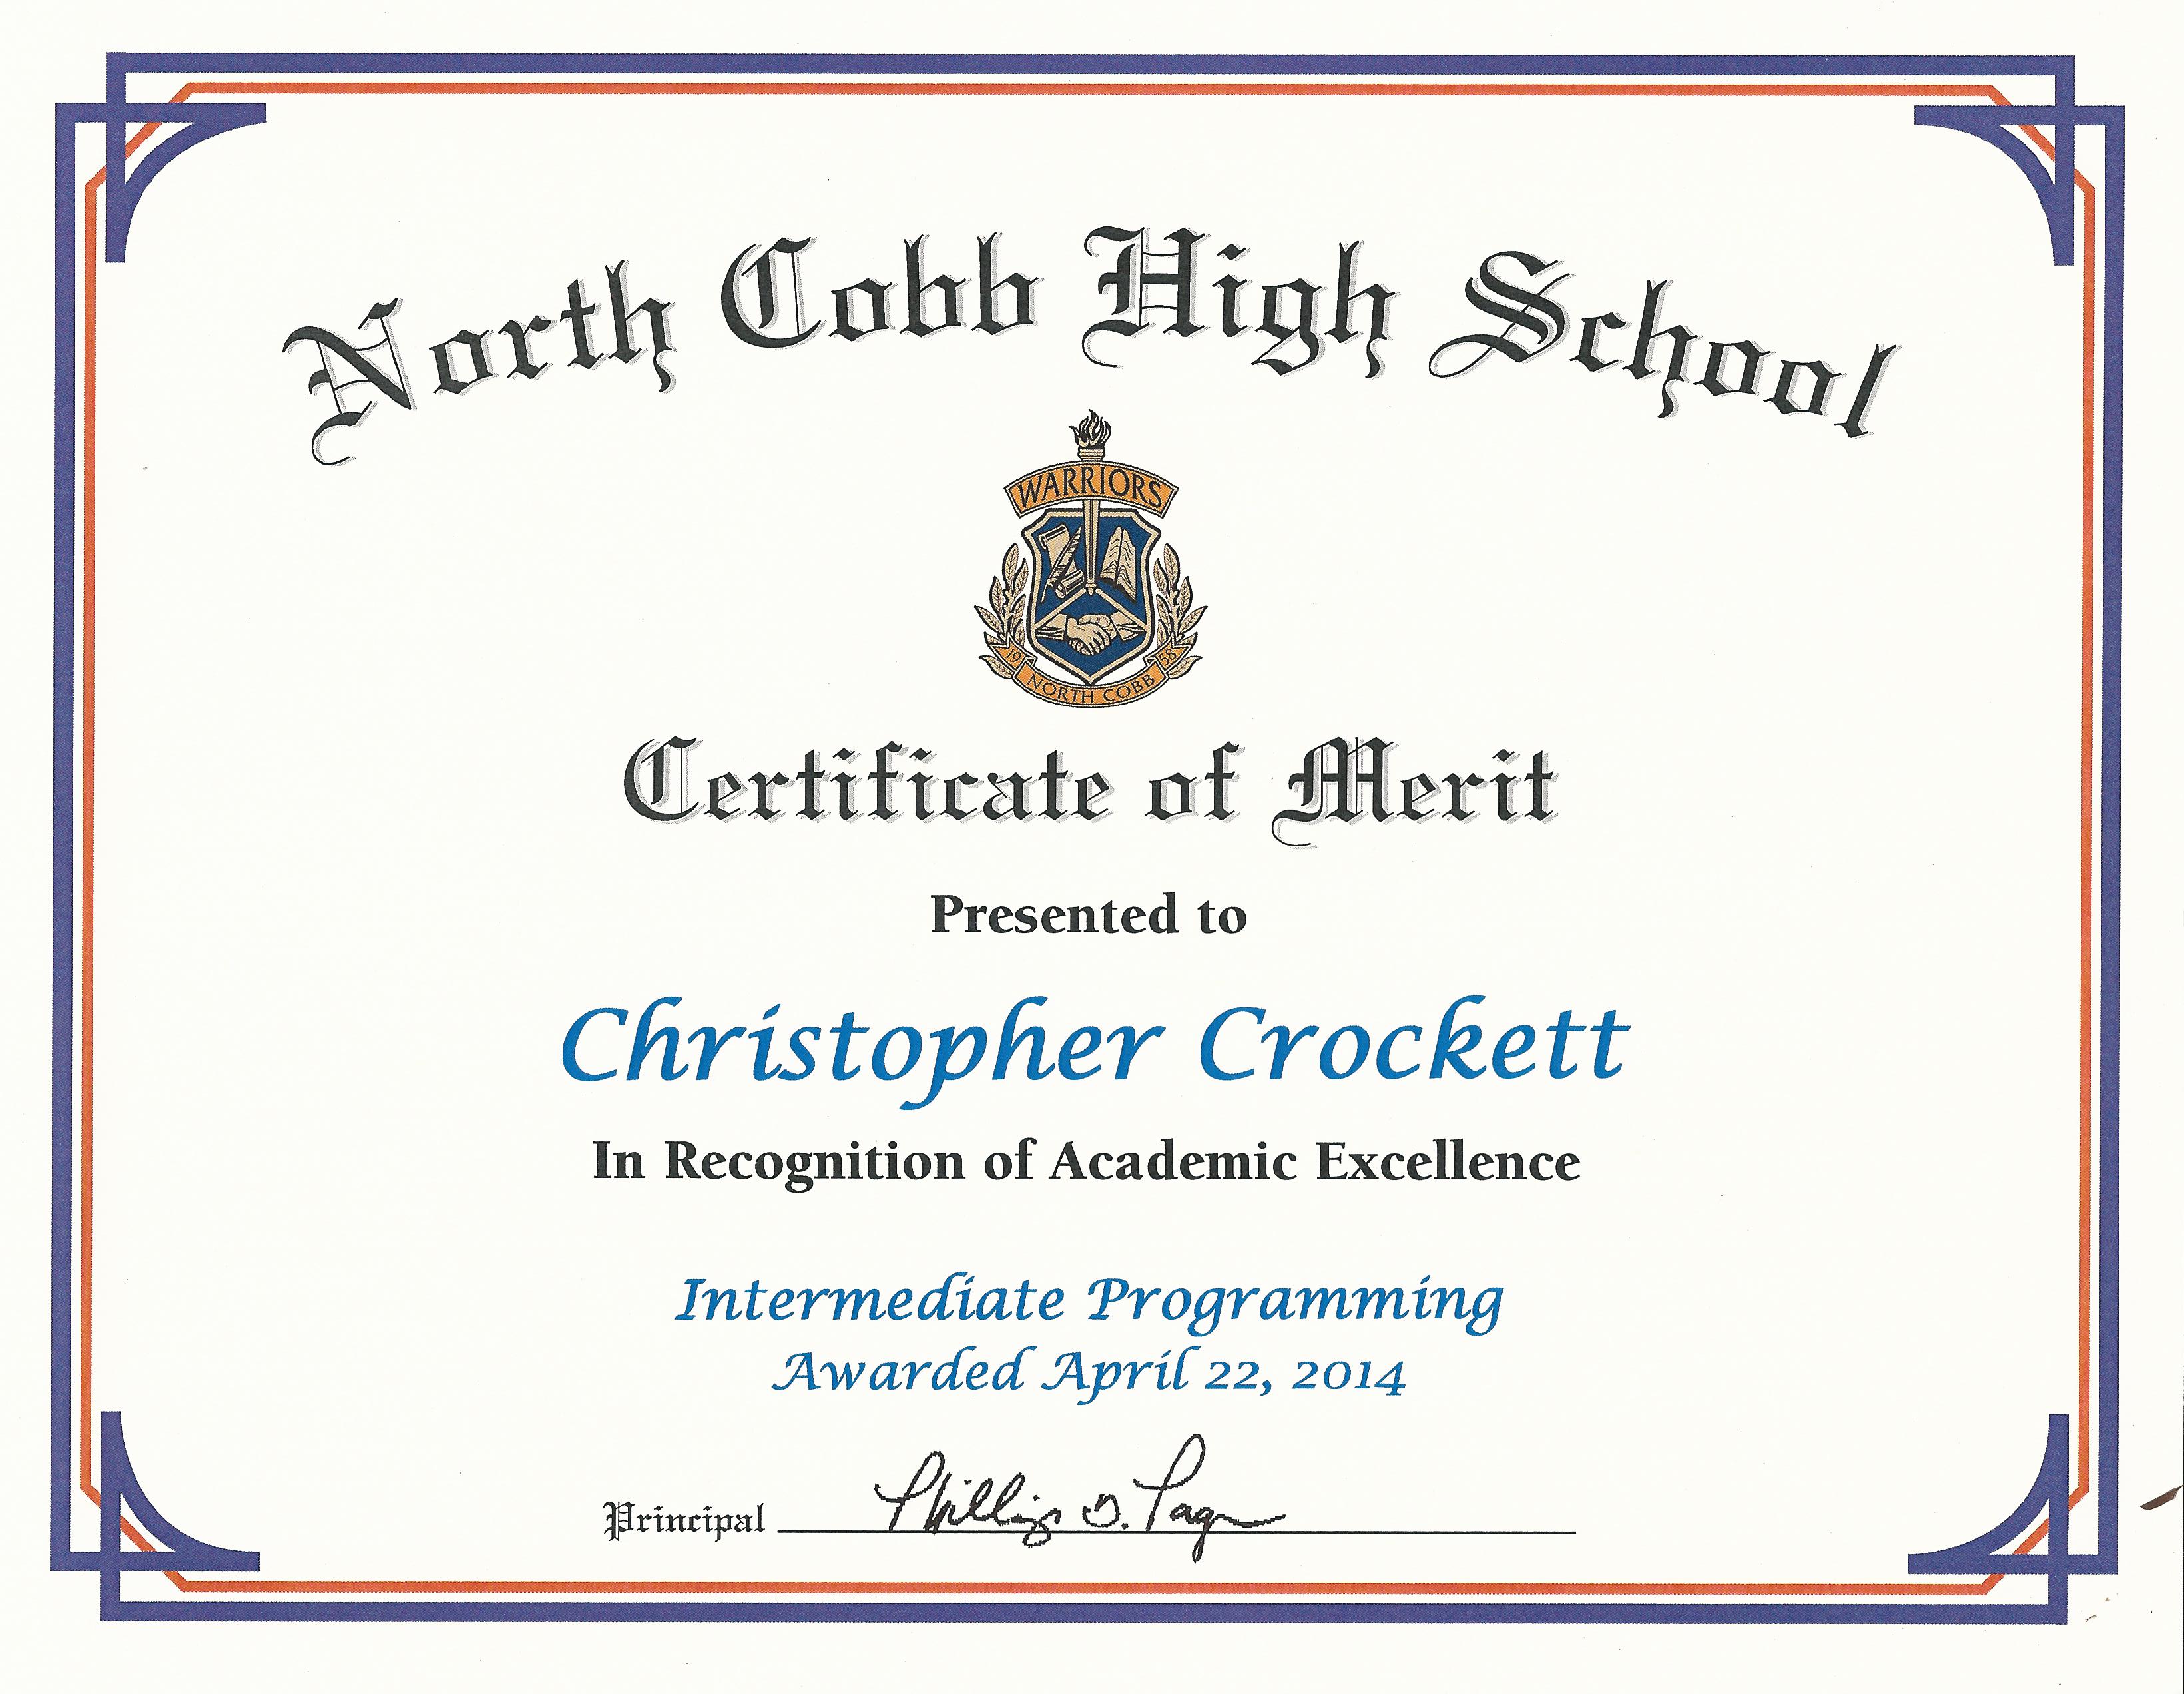 North Cobb High School
WARRIORS
19 58
NORTH COBB
Certificate of Merit
Presented to
Christopher Crockett
In Recognition of Academic Excellence
Intermediate Programming
Awarded April 22, 2014
Principal Phillip D. Page